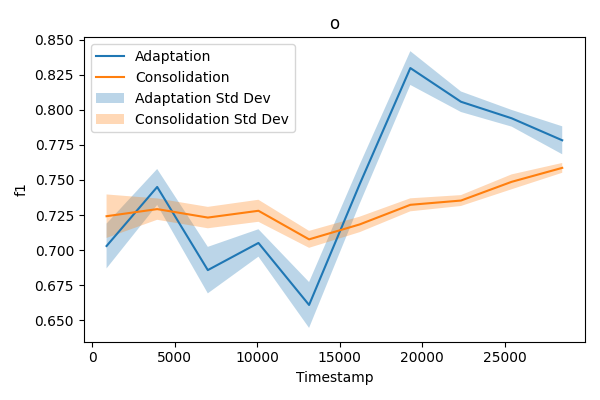 o
0.850
0.825
0.800
0.775
0.750
0.725
0.700
0.675
0.650
f1
Adaptation
Consolidation
Adaptation Std Dev
Consolidation Std Dev
0
5000
10000
15000
20000
25000
Timestamp